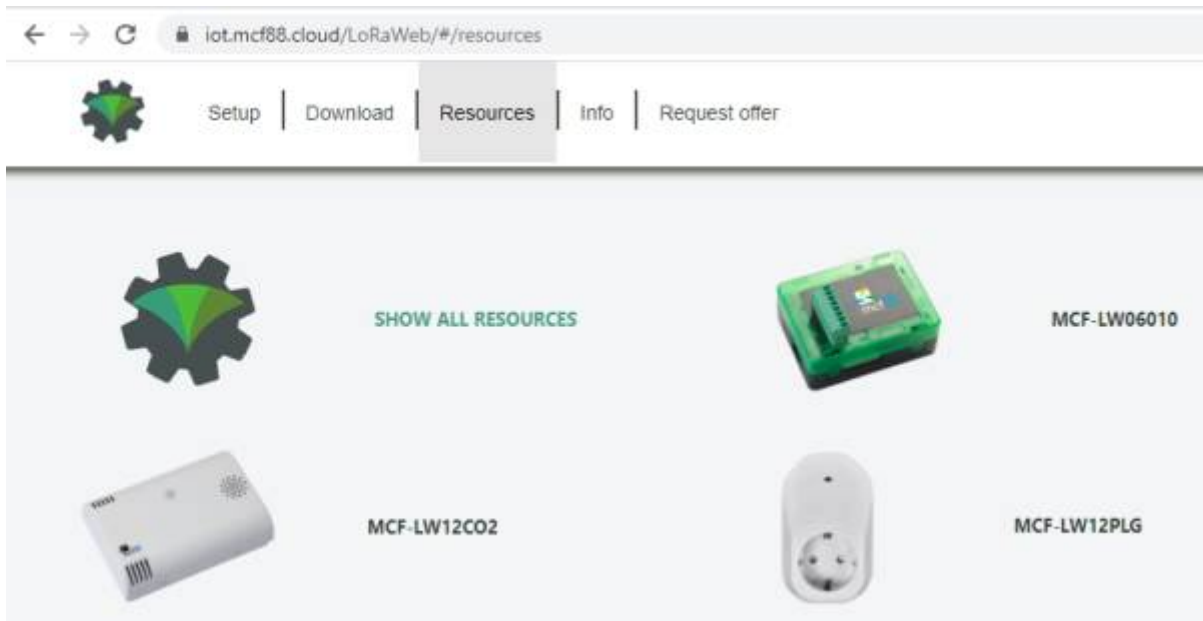 iot.mcf88.cloud/LoRaWeb/#/resources
Setup Download Resources Info Request offer
SHOW ALL RESOURCES
MCF-LW06010
MCF-LW12CO2
MCF-LW12PLG